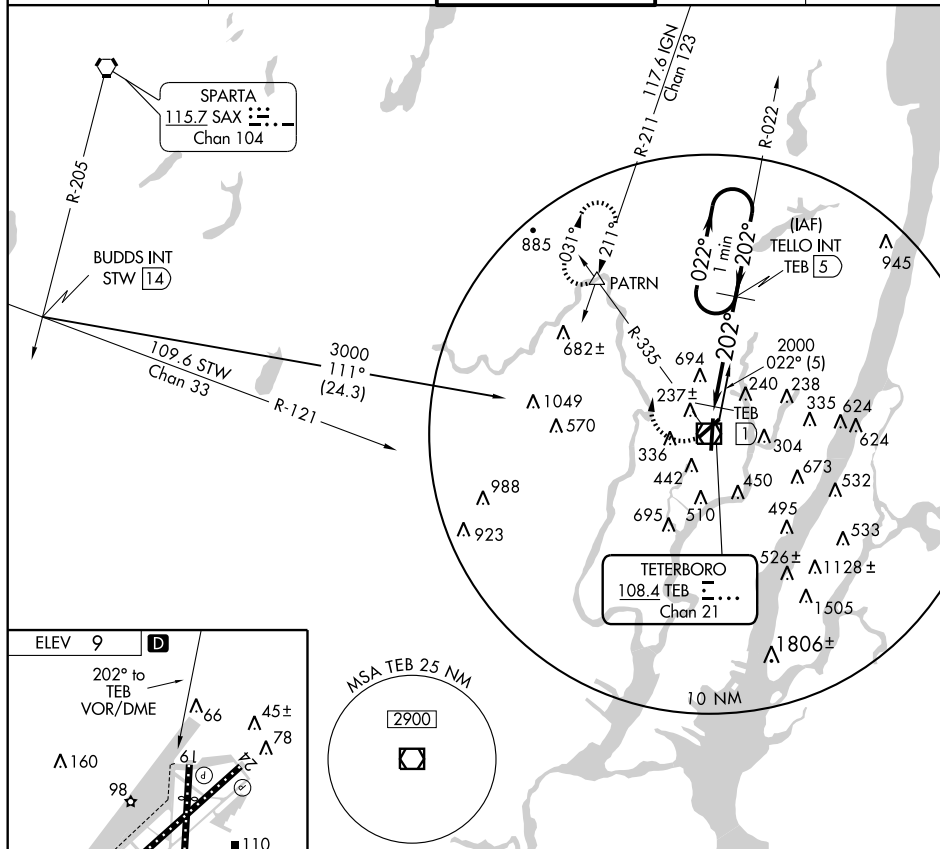 SPARTA
115.7 SAX
Chan 104
R-205
BUDDS INT
STW 14
109.6 STW
Chan 33
R-121
3000
111°
(24.3)
117.6 IGN
Chan 123
R-211
R-022
885
031°
211°
PATRN
022°
1 min
202°
(IAF)
TELLO INT
TEB 5
945
682±
R-335
202°
2000
022° (5)
694
237±
TEB
1
240
238
335
624
624
304
336
1049
570
442
673
532
450
510
695
495
533
988
923
526±
1128±
1505
1806±
TETERBORO
108.4 TEB
Chan 21
10 NM
MSA TEB 25 NM
2900
ELEV 9 D
202° to
TEB
VOR/DME
66
45±
78
160
19
24
P
P
98
110